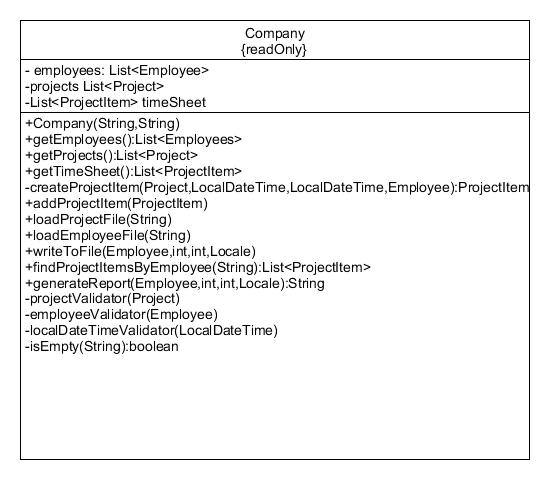 Company
{readOnly}
- employees: List<Employee>
-projects List<Project>
-List<ProjectItem> timeSheet
+Company(String,String)
+getEmployees():List<Employees>
+getProjects():List<Project>
+getTimeSheet():List<ProjectItem>
-createProjectItem(Project,LocalDateTime,LocalDateTime,Employee):ProjectItem
+addProjectItem(ProjectItem)
+loadProjectFile(String)
+loadEmployeeFile(String)
+writeToFile(Employee,int,int,Locale)
+findProjectItemsByEmployee(String):List<ProjectItem>
+generateReport(Employee,int,int,Locale):String
-projectValidator(Project)
-employeeValidator(Employee)
-localDateTimeValidator(LocalDateTime)
-isEmpty(String):boolean